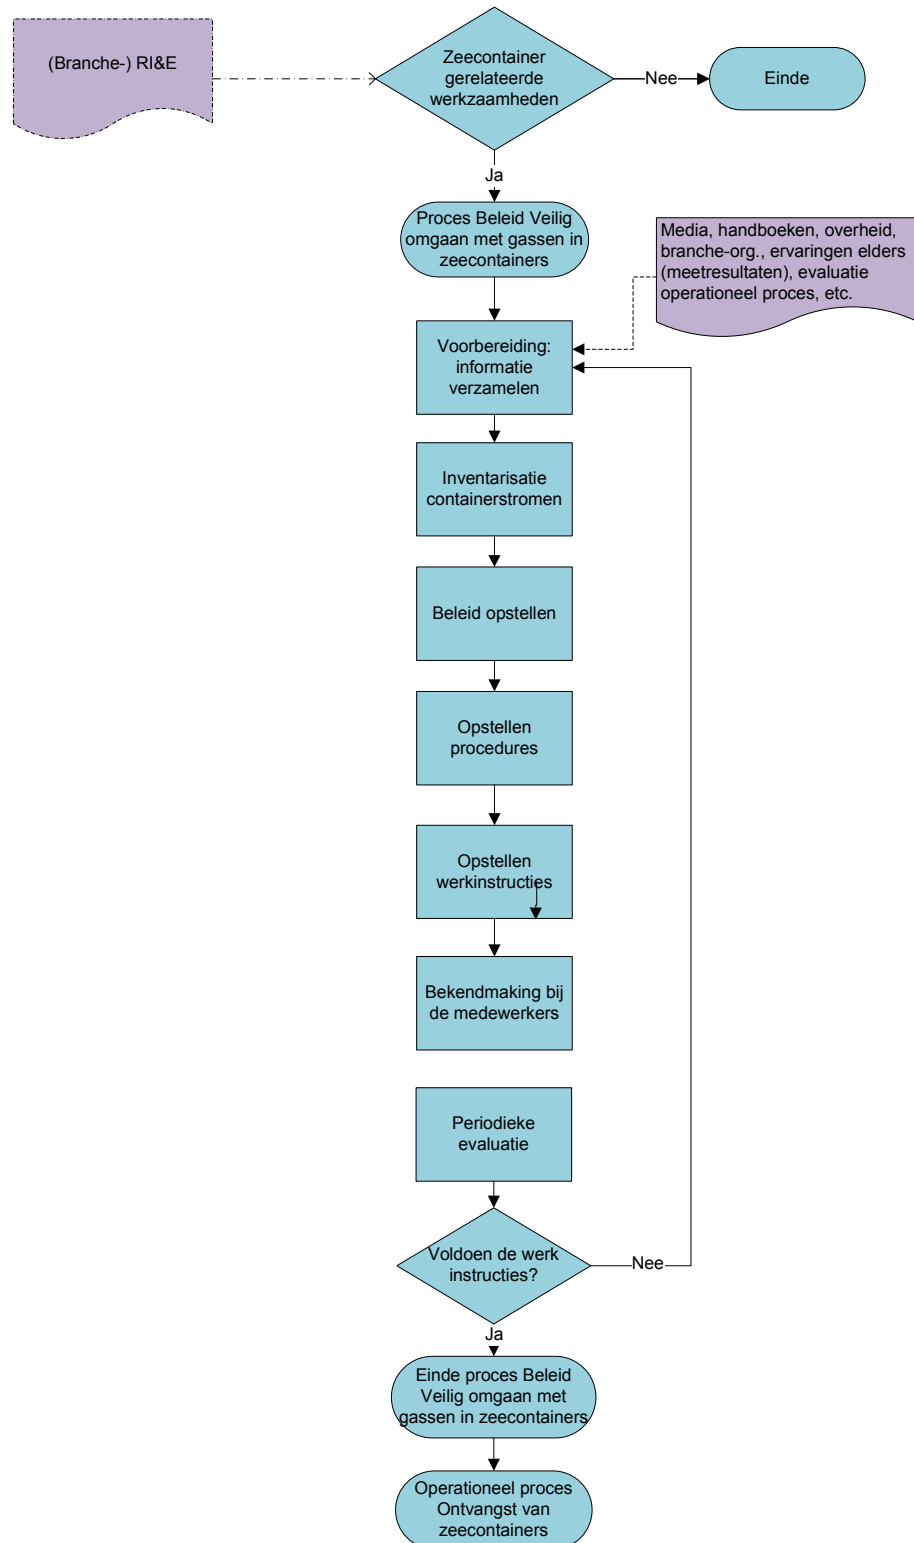 (Branche-) RI&E
Zeecontainer
gerelateerde
werkzaamheden
Nee
Einde
Ja
Proces Beleid Veilig
omgaan met gassen in
zeecontainers
Media, handboeken, overheid,
branche-org., ervaringen elders
(meetresultaten), evaluatie
operationeel proces, etc.
Voorbereiding:
informatie
verzamelen
Inventarisatie
containerstromen
Beleid opstellen
Opstellen
procedures
Opstellen
werkinstructies
Bekendmaking bij
de medewerkers
Periodieke
evaluatie
Voldoen de werk
instructies?
Nee
Ja
Einde proces Beleid
Veilig omgaan met
gassen in zeecontainers
Operationeel proces
Ontvangst van
zeecontainers